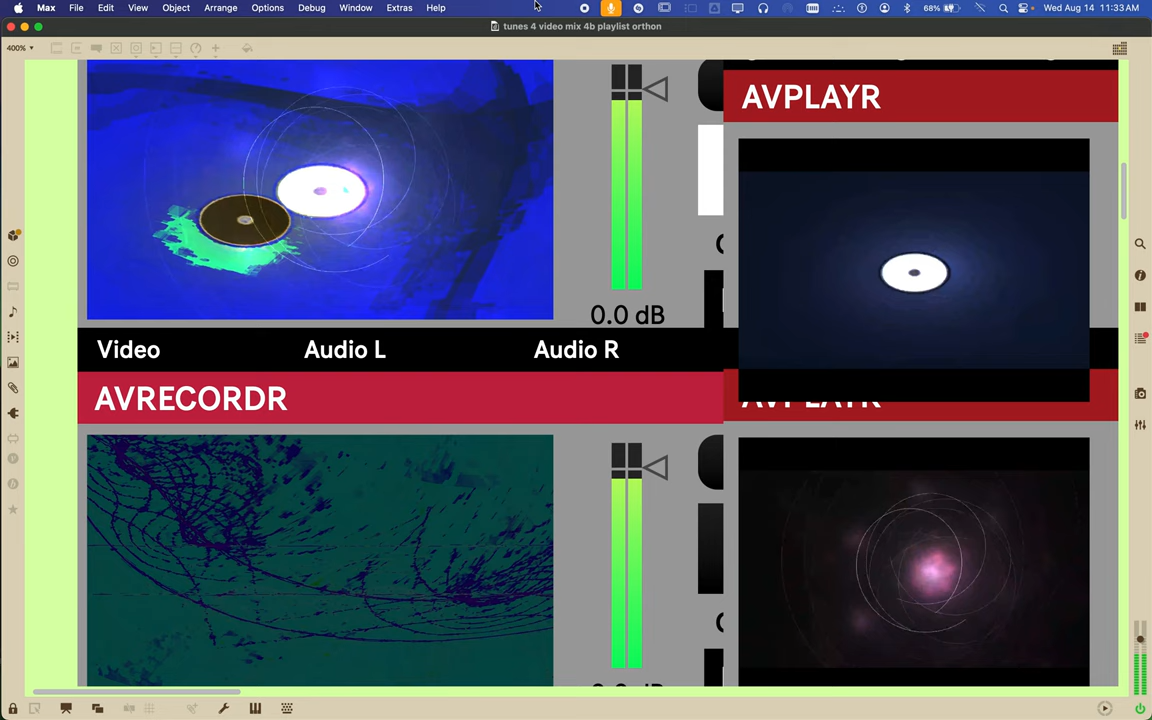 Max File Edit View Object Arrange Options Debug Window Extras Help 68% Wed Aug 14 11:33 AM
tunes 4 video mix 4b playlist orthon
400%
AVPLAYR
0.0 dB
Video Audio L Audio R
AVRECORDR
AVPLAYR